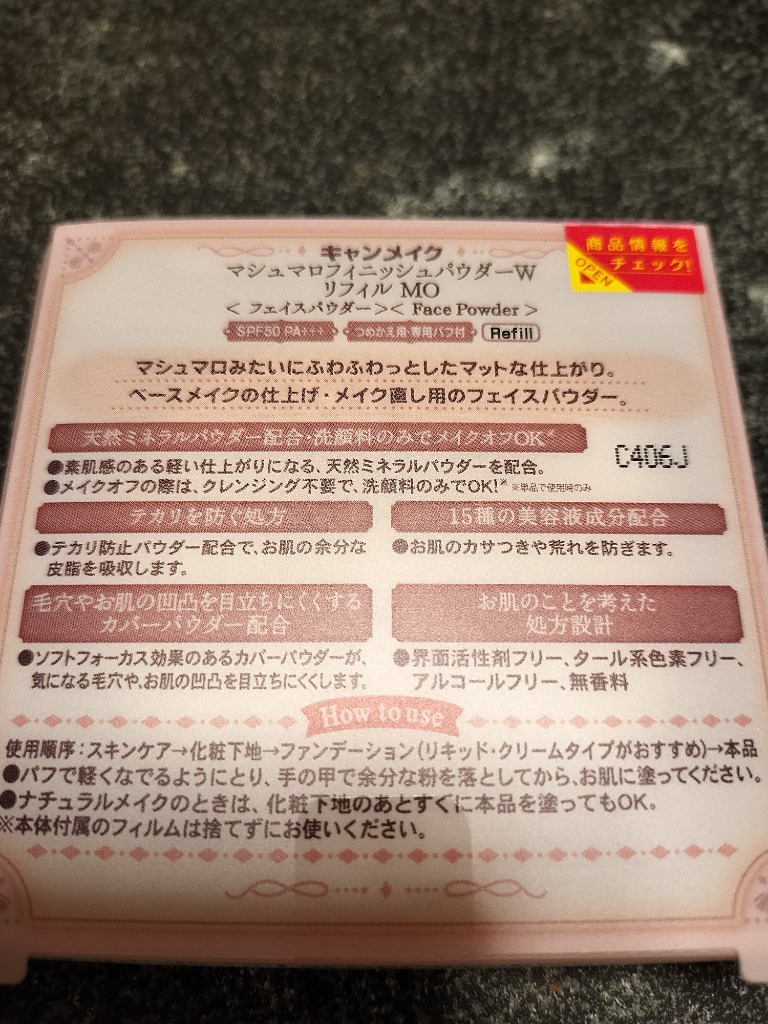 キャンメイク
マシュマロフィニッシュパウダーW
リフィル MO
< フェイスパウダー >< Face Powder >
SPF50 PA+++ つめかえ用・専用パフ付 Refill
商品情報を
チェック!
OPEN
マシュマロみたいにふわふわっとしたマットな仕上がり。
ベースメイクの仕上げ・メイク直し用のフェイスパウダー。
天然ミネラルパウダー配合・洗顔料のみでメイクオフOK*
C406J
●素肌感のある軽い仕上がりになる、天然ミネラルパウダーを配合。
●メイクオフの際は、クレンジング不要で、洗顔料のみでOK!* ※単品で使用時のみ
テカリを防ぐ処方
●テカリ防止パウダー配合で、お肌の余分な
皮脂を吸収します。
15種の美容液成分配合
●お肌のカサつきや荒れを防ぎます。
毛穴やお肌の凹凸を目立ちにくくする
カバーパウダー配合
●ソフトフォーカス効果のあるカバーパウダーが、
気になる毛穴や、お肌の凹凸を目立ちにくくします。
お肌のことを考えた
処方設計
●界面活性剤フリー、タール系色素フリー、
アルコールフリー、無香料
How to use
使用順序：スキンケア→化粧下地→ファンデーション(リキッド・クリームタイプがおすすめ)→本品
●パフで軽くなでるようにとり、手の甲で余分な粉を落としてから、お肌に塗ってください。
●ナチュラルメイクのときは、化粧下地のあとすぐに本品を塗ってもOK。
※本体付属のフィルムは捨てずにお使いください。